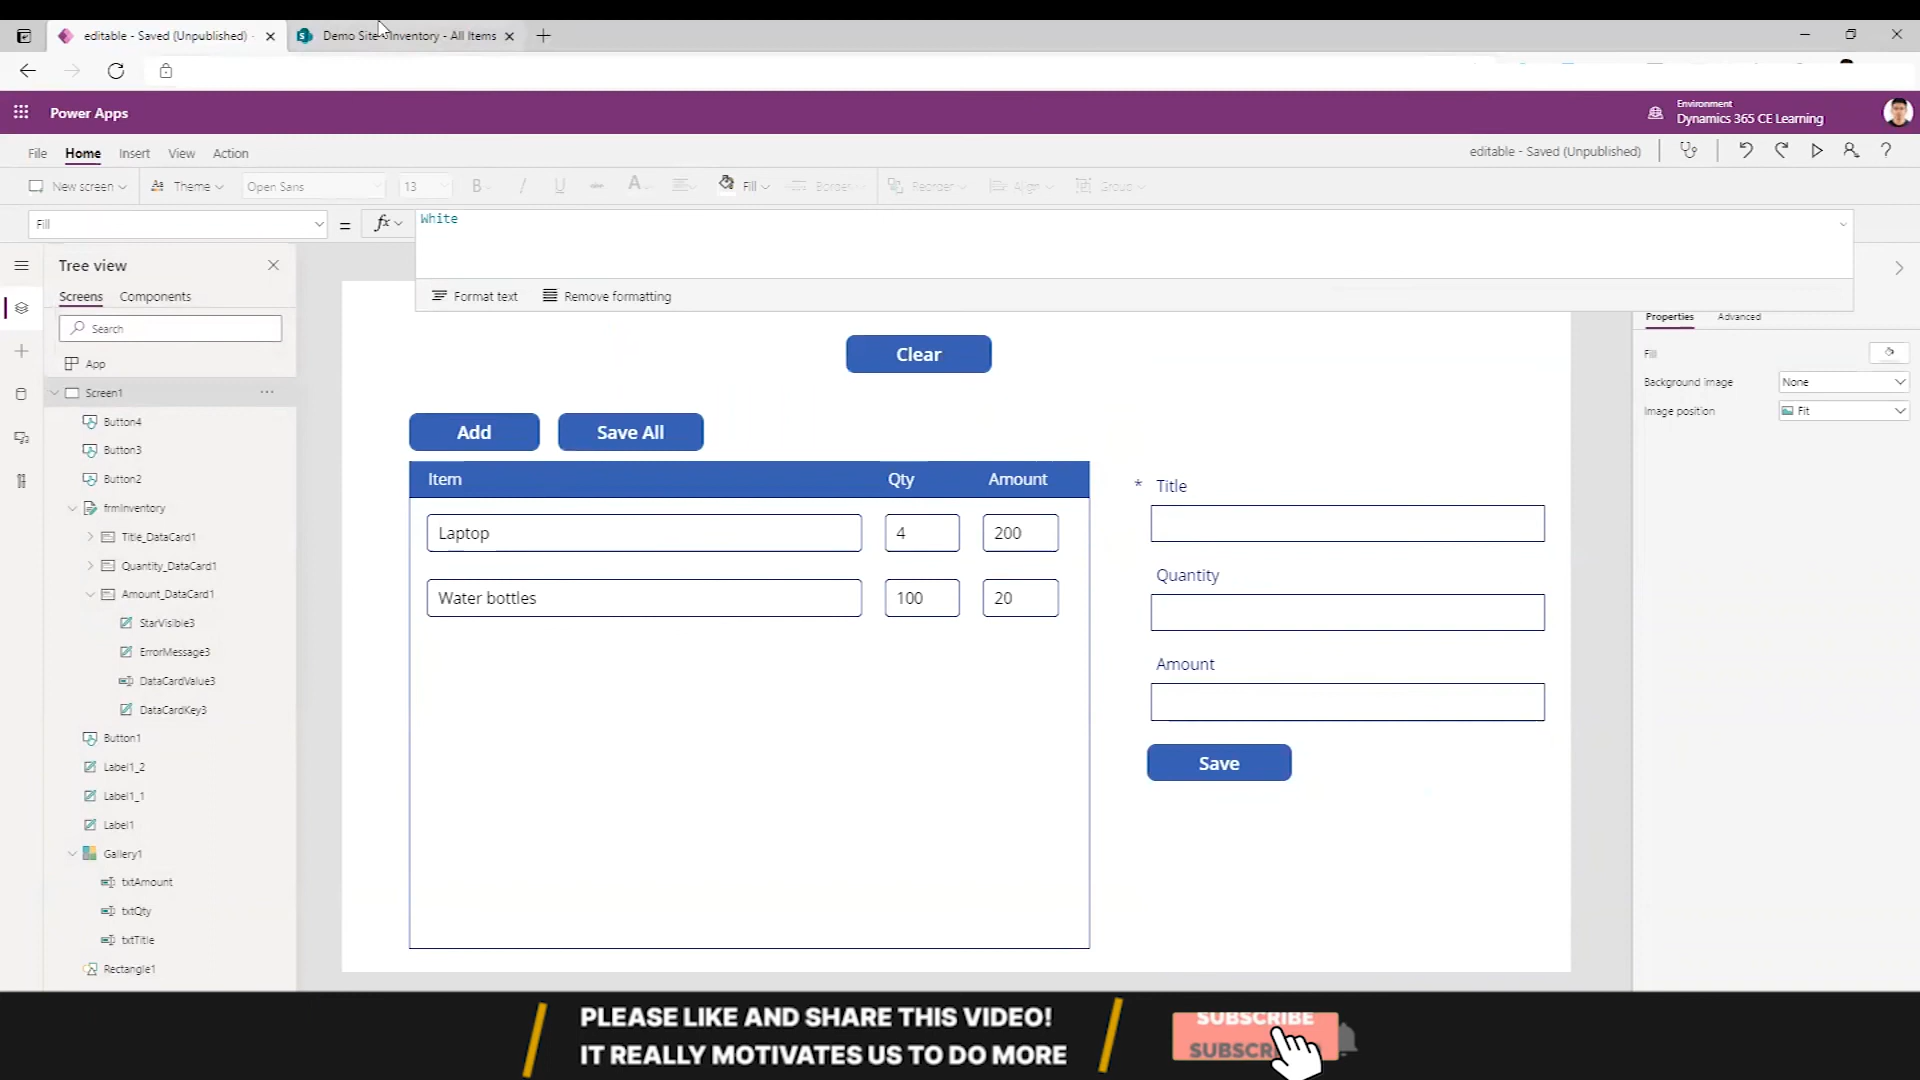 editable - Saved (Unpublished) -
Demo Site - Inventory - All Items
Power Apps
Environment
Dynamics 365 CE Learning
File Home Insert View Action
editable - Saved (Unpublished)
New screen
Theme
Open Sans
13
B
U
A
Fill
Border
Reorder
Align
Group
Fill
=
fx
White
Format text
Remove formatting
Tree view
Screens Components
Search
App
Screen1
Button4
Button3
Button2
frmInventory
Title_DataCard1
Quantity_DataCard1
Amount_DataCard1
StarVisible3
ErrorMessage3
DataCardValue3
DataCardKey3
Button1
Label1_2
Label1_1
Label1
Gallery1
txtAmount
txtQty
txtTitle
Rectangle1
Clear
Add
Save All
Item Qty Amount
Laptop 4 200
Water bottles 100 20
* Title
Quantity
Amount
Save
Properties Advanced
Fill
Background image None
Image position Fit
PLEASE LIKE AND SHARE THIS VIDEO!
IT REALLY MOTIVATES US TO DO MORE
SUBSCRIBE